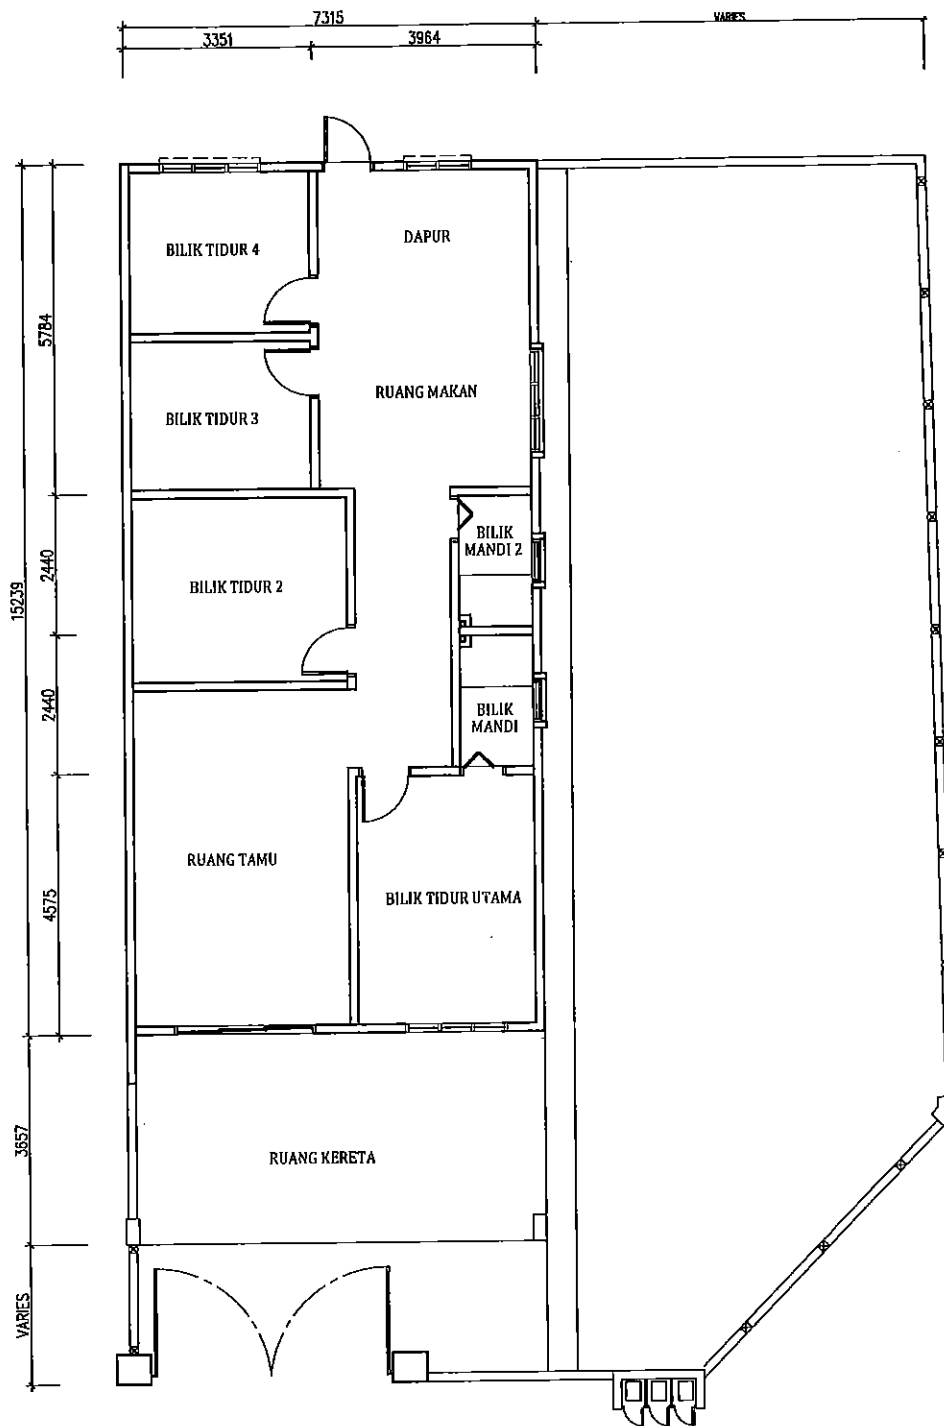 7315
VARIES
3351
3964
BILIK TIDUR 4
DAPUR
5784
RUANG MAKAN
BILIK TIDUR 3
BILIK
MANDI 2
2440
15239
BILIK TIDUR 2
2440
BILIK
MANDI
RUANG TAMU
BILIK TIDUR UTAMA
4575
3657
RUANG KERETA
VARIES